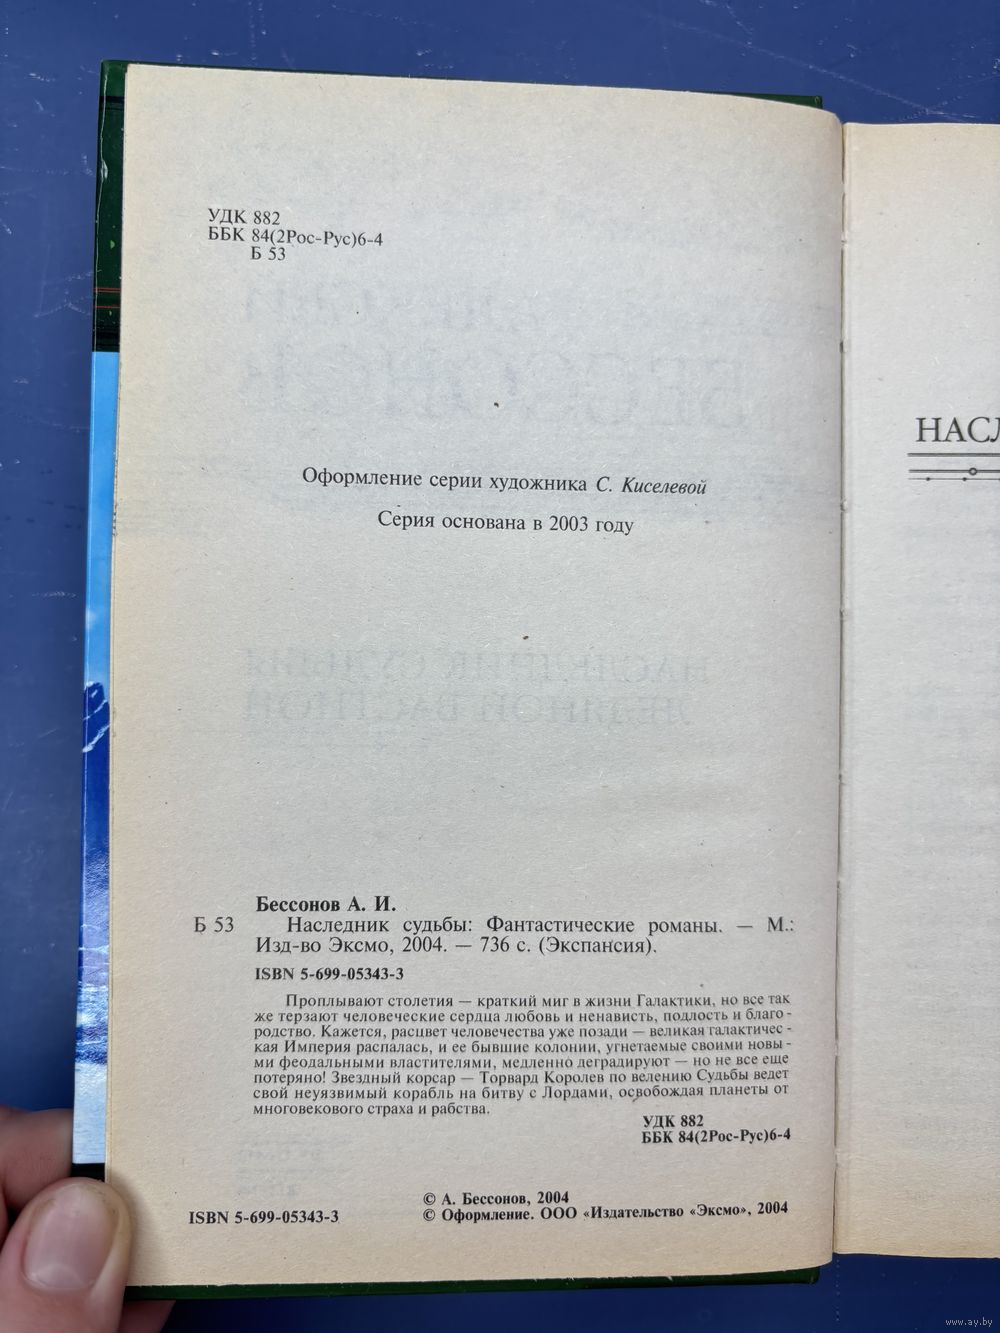 УДК 882
ББК 84(2Рос-Рус)6-4
Б 53
Оформление серии художника С. Киселевой
Серия основана в 2003 году
Бессонов А. И.
Б 53 Наследник судьбы: Фантастические романы. — М.:
Изд-во Эксмо, 2004. — 736 с. (Экспансия).
ISBN 5-699-05343-3
Проплывают столетия — краткий миг в жизни Галактики, но все так
же терзают человеческие сердца любовь и ненависть, подлость и благо-
родство. Кажется, расцвет человечества уже позади — великая галактичес-
кая Империя распалась, и ее бывшие колонии, угнетаемые своими новы-
ми феодальными властителями, медленно деградируют — но не все еще
потеряно! Звездный корсар — Торвард Королев по велению Судьбы ведет
свой неуязвимый корабль на битву с Лордами, освобождая планеты от
многовекового страха и рабства.
УДК 882
ББК 84(2Рос-Рус)6-4
© А. Бессонов, 2004
ISBN 5-699-05343-3 © Оформление. ООО «Издательство «Эксмо», 2004
НАСЛ
www.ay.by